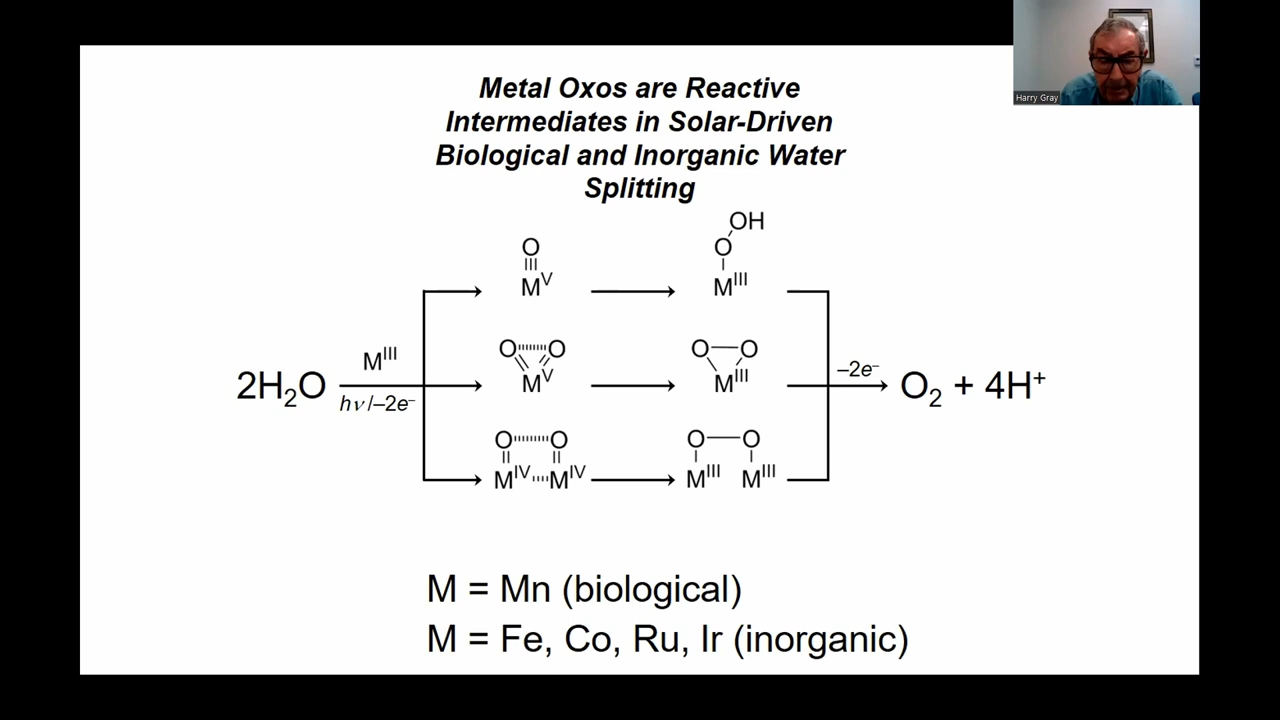 Metal Oxos are Reactive
Intermediates in Solar-Driven
Biological and Inorganic Water
Splitting
Harry Gray
O
M^V
OH
O
M^III
2H₂O
M^III
hν/–2e⁻
O O
M^V
O O
M^III
–2e⁻
O₂ + 4H⁺
O O
M^IV M^IV
O O
M^III M^III
M = Mn (biological)
M = Fe, Co, Ru, Ir (inorganic)